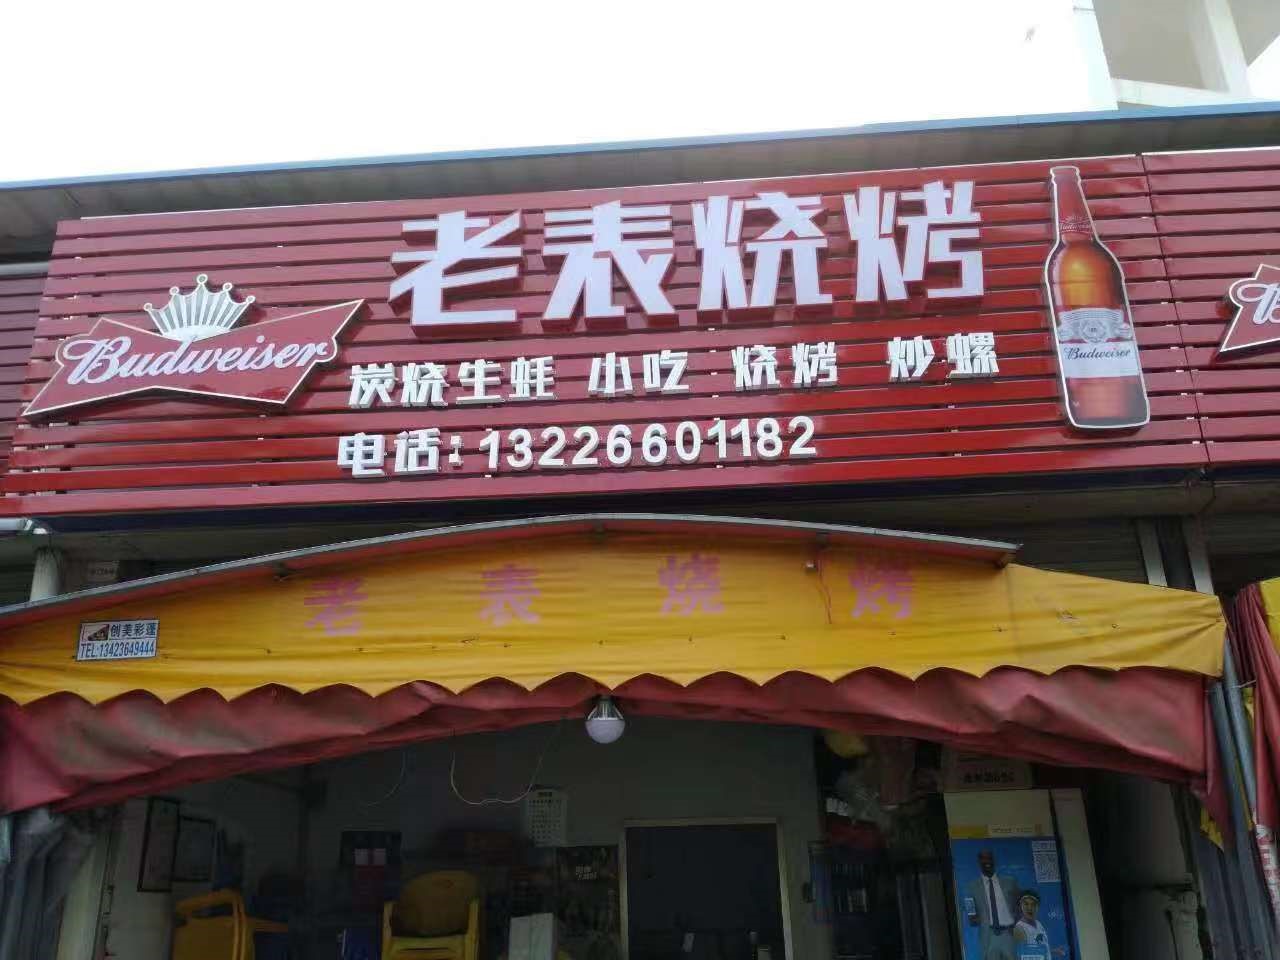 老表烧烤
Budweiser
Budweiser
炭烧生蚝 小吃 烧烤 炒螺
电话:13226601182
老表烧烤
创美彩蓬
TEL:13423649444